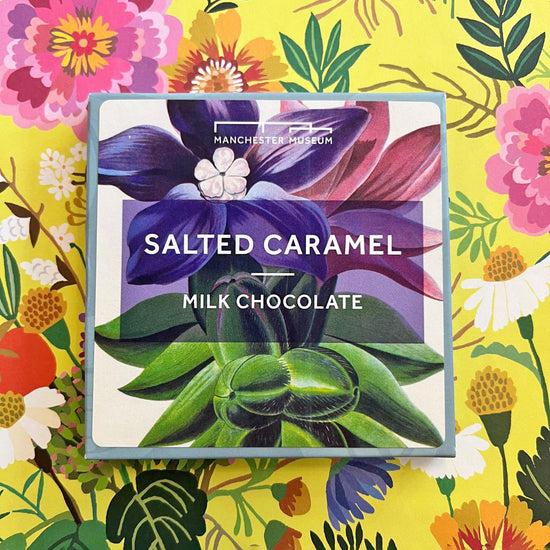 MANCHESTER MUSEUM
SALTED CARAMEL
MILK CHOCOLATE